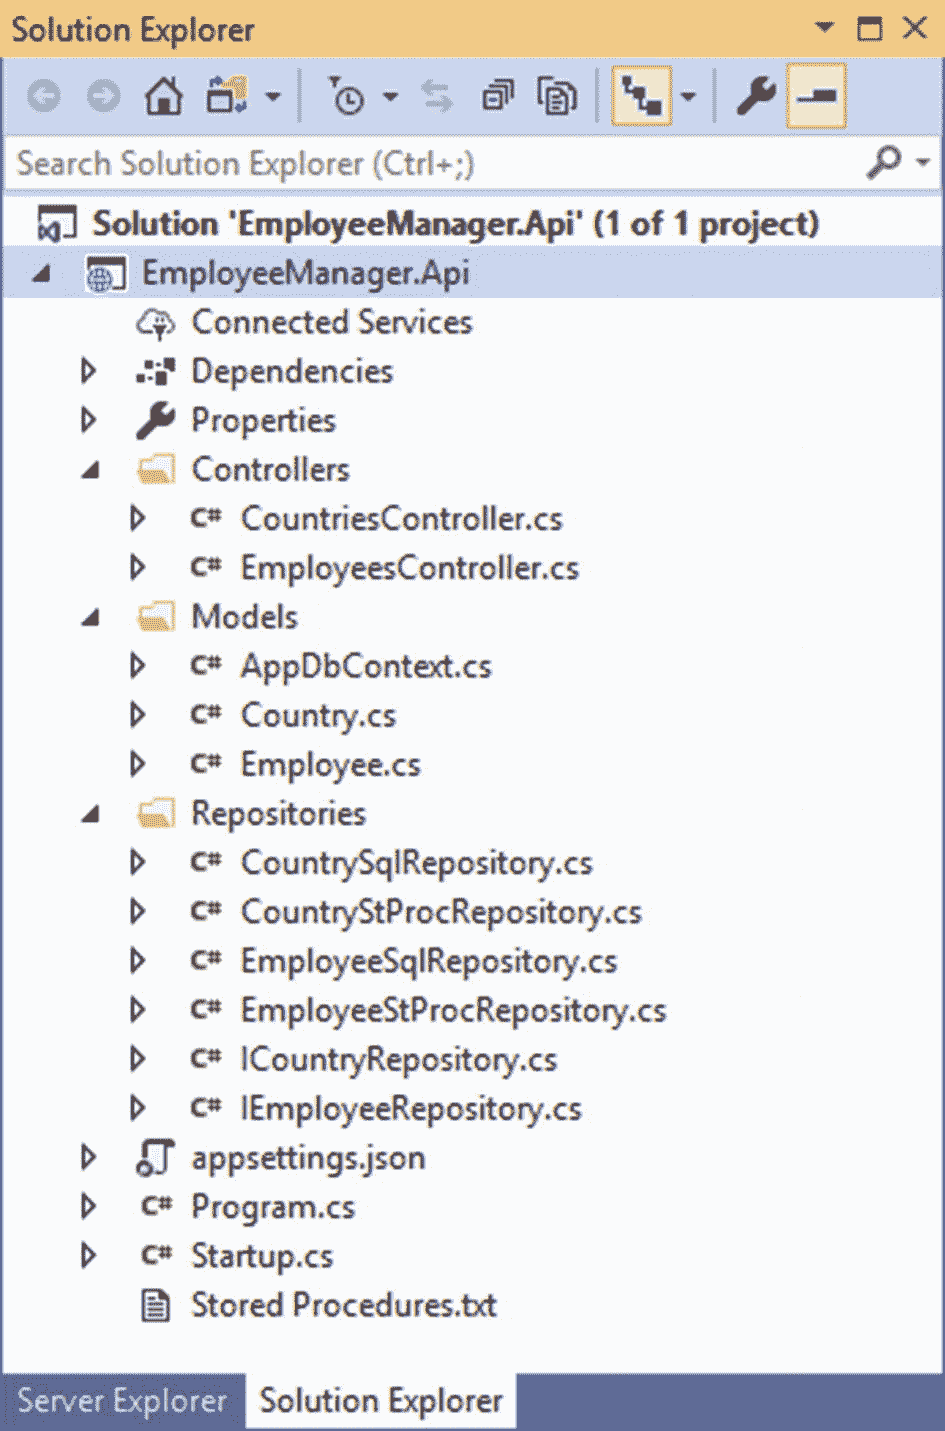 Solution Explorer
Search Solution Explorer (Ctrl+;)
Solution 'EmployeeManager.Api' (1 of 1 project)
EmployeeManager.Api
Connected Services
Dependencies
Properties
Controllers
C# CountriesController.cs
C# EmployeesController.cs
Models
C# AppDbContext.cs
C# Country.cs
C# Employee.cs
Repositories
C# CountrySqlRepository.cs
C# CountryStProcRepository.cs
C# EmployeeSqlRepository.cs
C# EmployeeStProcRepository.cs
C# ICountryRepository.cs
C# IEmployeeRepository.cs
appsettings.json
C# Program.cs
C# Startup.cs
Stored Procedures.txt
Server Explorer Solution Explorer